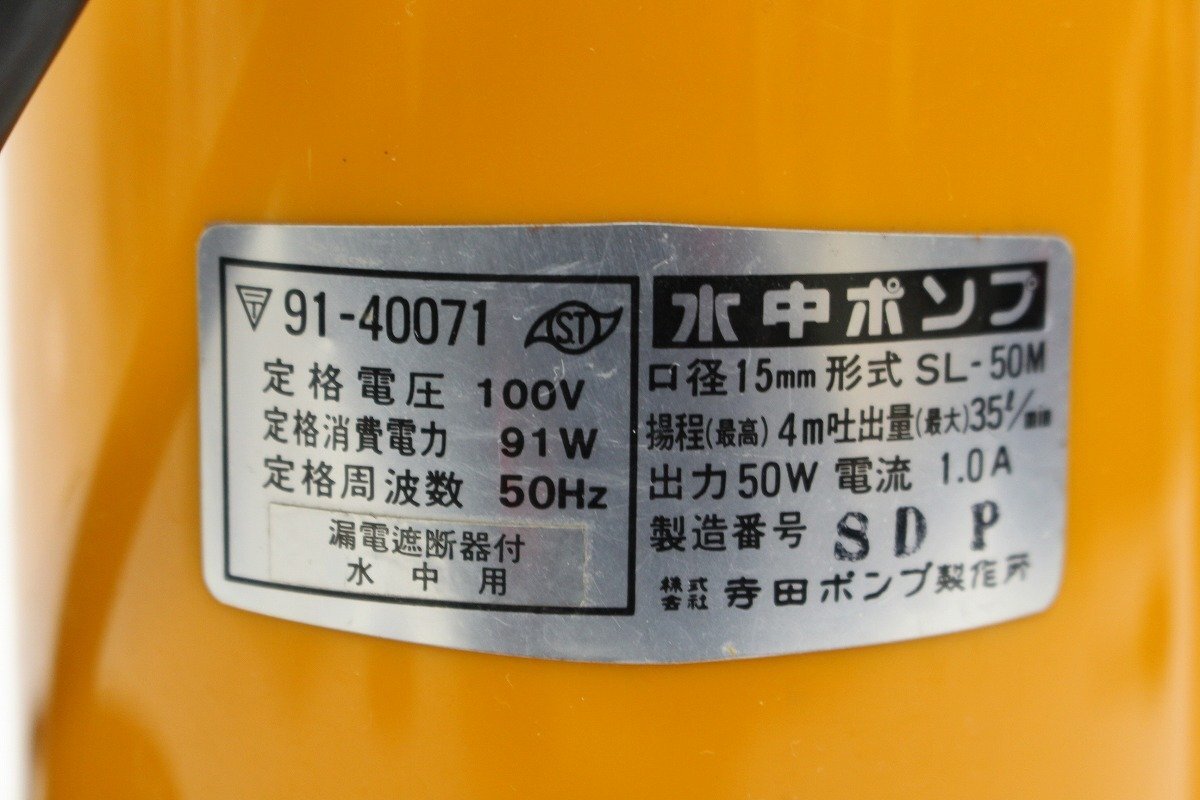 ▽T 91-40071 ST
定格電圧 100V
定格消費電力 91W
定格周波数 50Hz
漏電遮断器付
水中用
水中ポンプ
口径15mm 形式 SL-50M
揚程(最高) 4m 吐出量(最大)35ℓ/min
出力50W 電流 1.0A
製造番号 SDP
株式会社 寺田ポンプ製作所